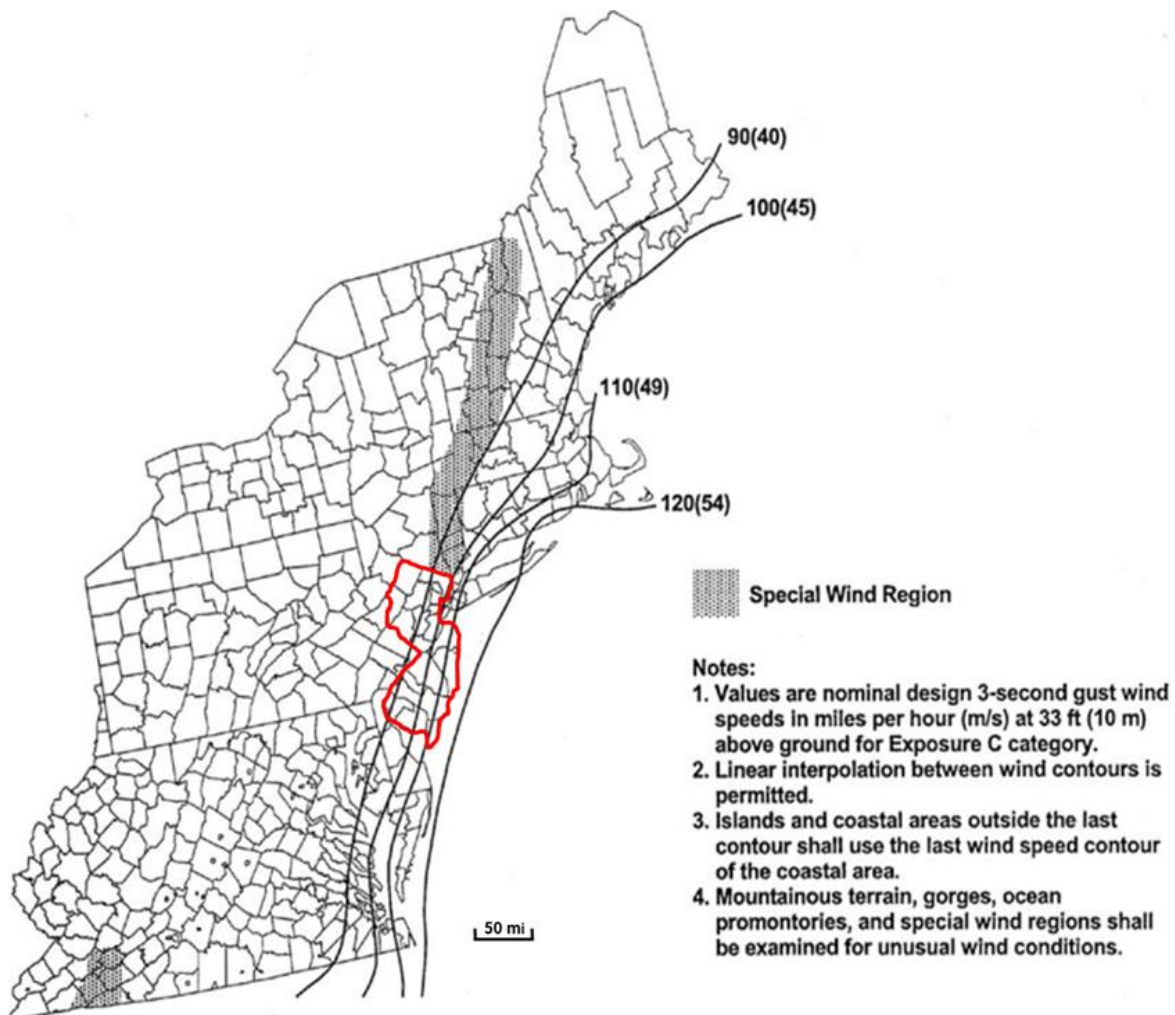 90(40)
100(45)
110(49)
120(54)
Special Wind Region
Notes:
1. Values are nominal design 3-second gust wind
speeds in miles per hour (m/s) at 33 ft (10 m)
above ground for Exposure C category.
2. Linear interpolation between wind contours is
permitted.
3. Islands and coastal areas outside the last
contour shall use the last wind speed contour
of the coastal area.
4. Mountainous terrain, gorges, ocean
promontories, and special wind regions shall
be examined for unusual wind conditions.
50 mi